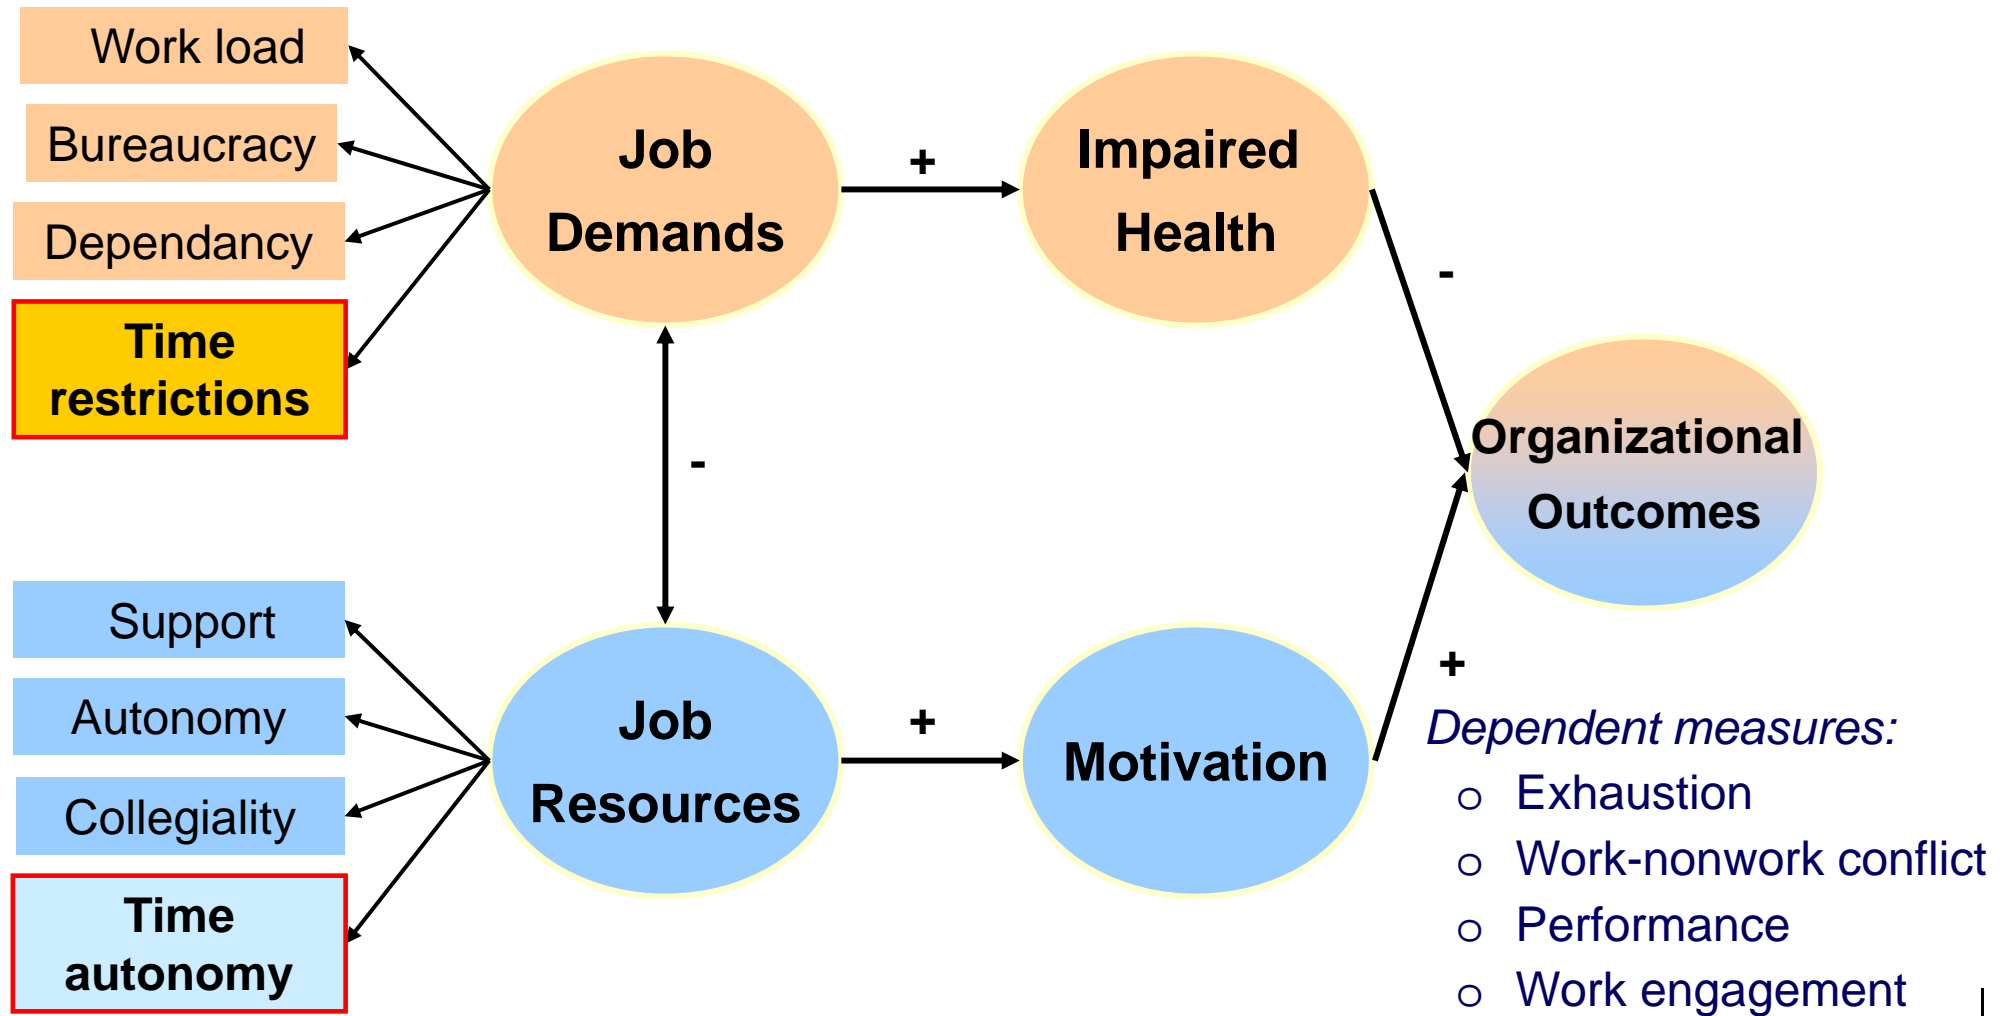 Work load
Bureaucracy
Dependancy
Time
restrictions
Job
Demands
+
Impaired
Health
-
-
Organizational
Outcomes
Support
Autonomy
Collegiality
Time
autonomy
Job
Resources
+
Motivation
+
Dependent measures:
o Exhaustion
o Work-nonwork conflict
o Performance
o Work engagement